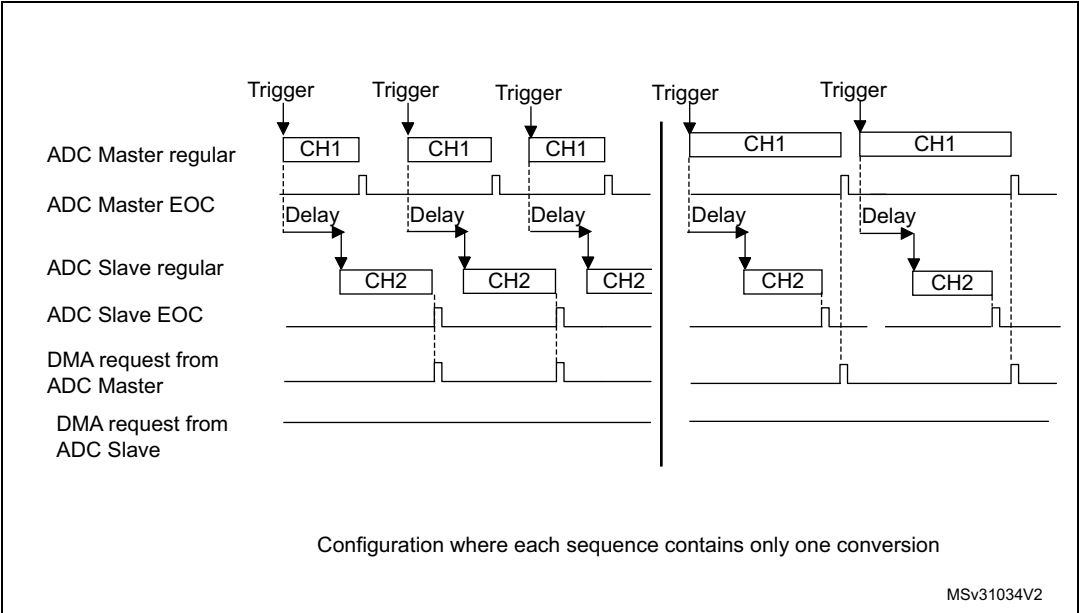 Trigger Trigger Trigger Trigger Trigger
ADC Master regular CH1 CH1 CH1 CH1 CH1
ADC Master EOC
Delay Delay Delay Delay Delay
ADC Slave regular CH2 CH2 CH2 CH2 CH2
ADC Slave EOC
DMA request from
ADC Master
DMA request from
ADC Slave
Configuration where each sequence contains only one conversion
MSv31034V2